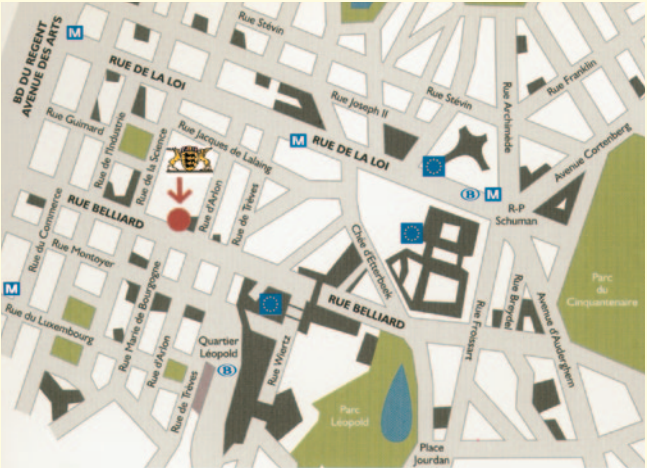 BD DU REGENT
AVENUE DES ARTS
M
Rue Stévin
RUE DE LA LOI
Rue Guimard
Rue de l'Industrie
Rue de la Science
Rue Jacques de Lalaing
Rue Joseph II
Rue Stévin
Rue Archimède
Rue Franklin
M
RUE DE LA LOI
Avenue Cortenberg
B
M
R-P
Schuman
Rue du Commerce
RUE BELLIARD
Rue d'Arlon
Rue de Trèves
Rue Montoyer
Chée d'Etterbeek
Parc
du
Cinquantenaire
M
Rue du Luxembourg
Rue Marie de Bourgogne
Rue d'Arlon
Rue de Trèves
Quartier
Léopold
B
Rue Wiertz
RUE BELLIARD
Rue Froissart
Rue Breydel
Avenue d'Auderghem
Parc
Léopold
Place
Jourdan